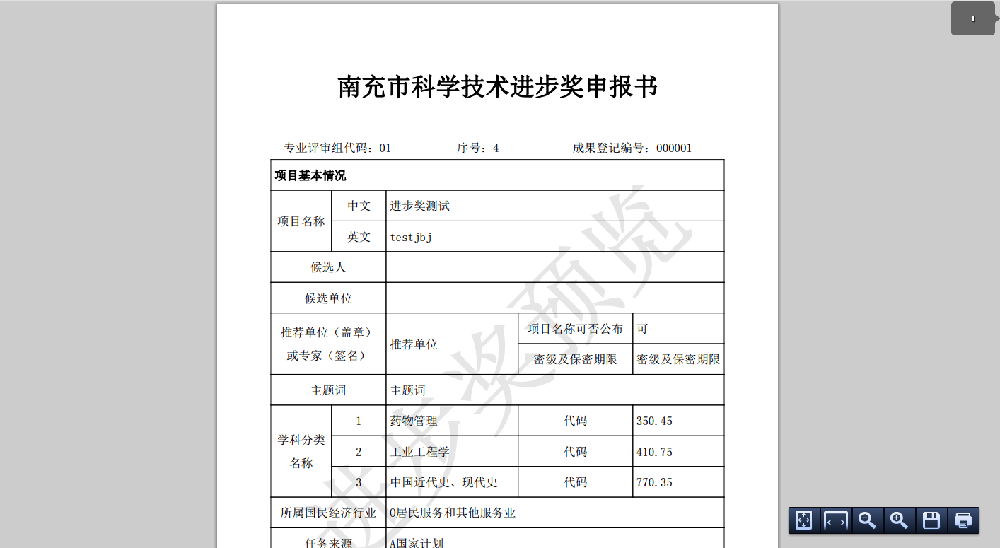 1
南充市科学技术进步奖申报书
专业评审组代码：01 序号：4 成果登记编号：000001
项目基本情况
项目名称 中文 进步奖测试
英文 testjbj
候选人
候选单位
推荐单位（盖章）
或专家（签名）
推荐单位
项目名称可否公布 可
密级及保密期限 密级及保密期限
主题词 主题词
学科分类
名称
1 药物管理 代码 350.45
2 工业工程学 代码 410.75
3 中国近代史、现代史 代码 770.35
所属国民经济行业 O居民服务和其他服务业
任务来源 A国家计划
进步奖预览